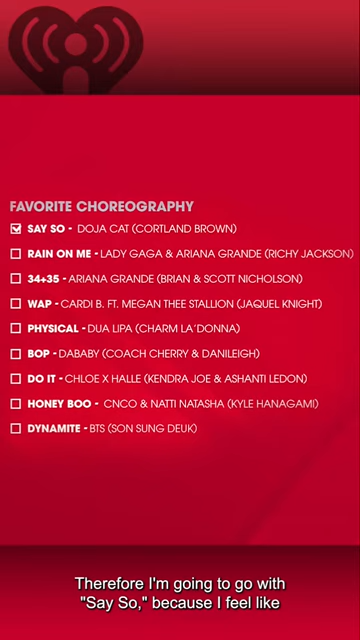 FAVORITE CHOREOGRAPHY
SAY SO - DOJA CAT (CORTLAND BROWN)
RAIN ON ME - LADY GAGA & ARIANA GRANDE (RICHY JACKSON)
34+35 - ARIANA GRANDE (BRIAN & SCOTT NICHOLSON)
WAP - CARDI B. FT. MEGAN THEE STALLION (JAQUEL KNIGHT)
PHYSICAL - DUA LIPA (CHARM LA'DONNA)
BOP - DABABY (COACH CHERRY & DANILEIGH)
DO IT - CHLOE X HALLE (KENDRA JOE & ASHANTI LEDON)
HONEY BOO - CNCO & NATTI NATASHA (KYLE HANAGAMI)
DYNAMITE - BTS (SON SUNG DEUK)
Therefore I'm going to go with
"Say So," because I feel like